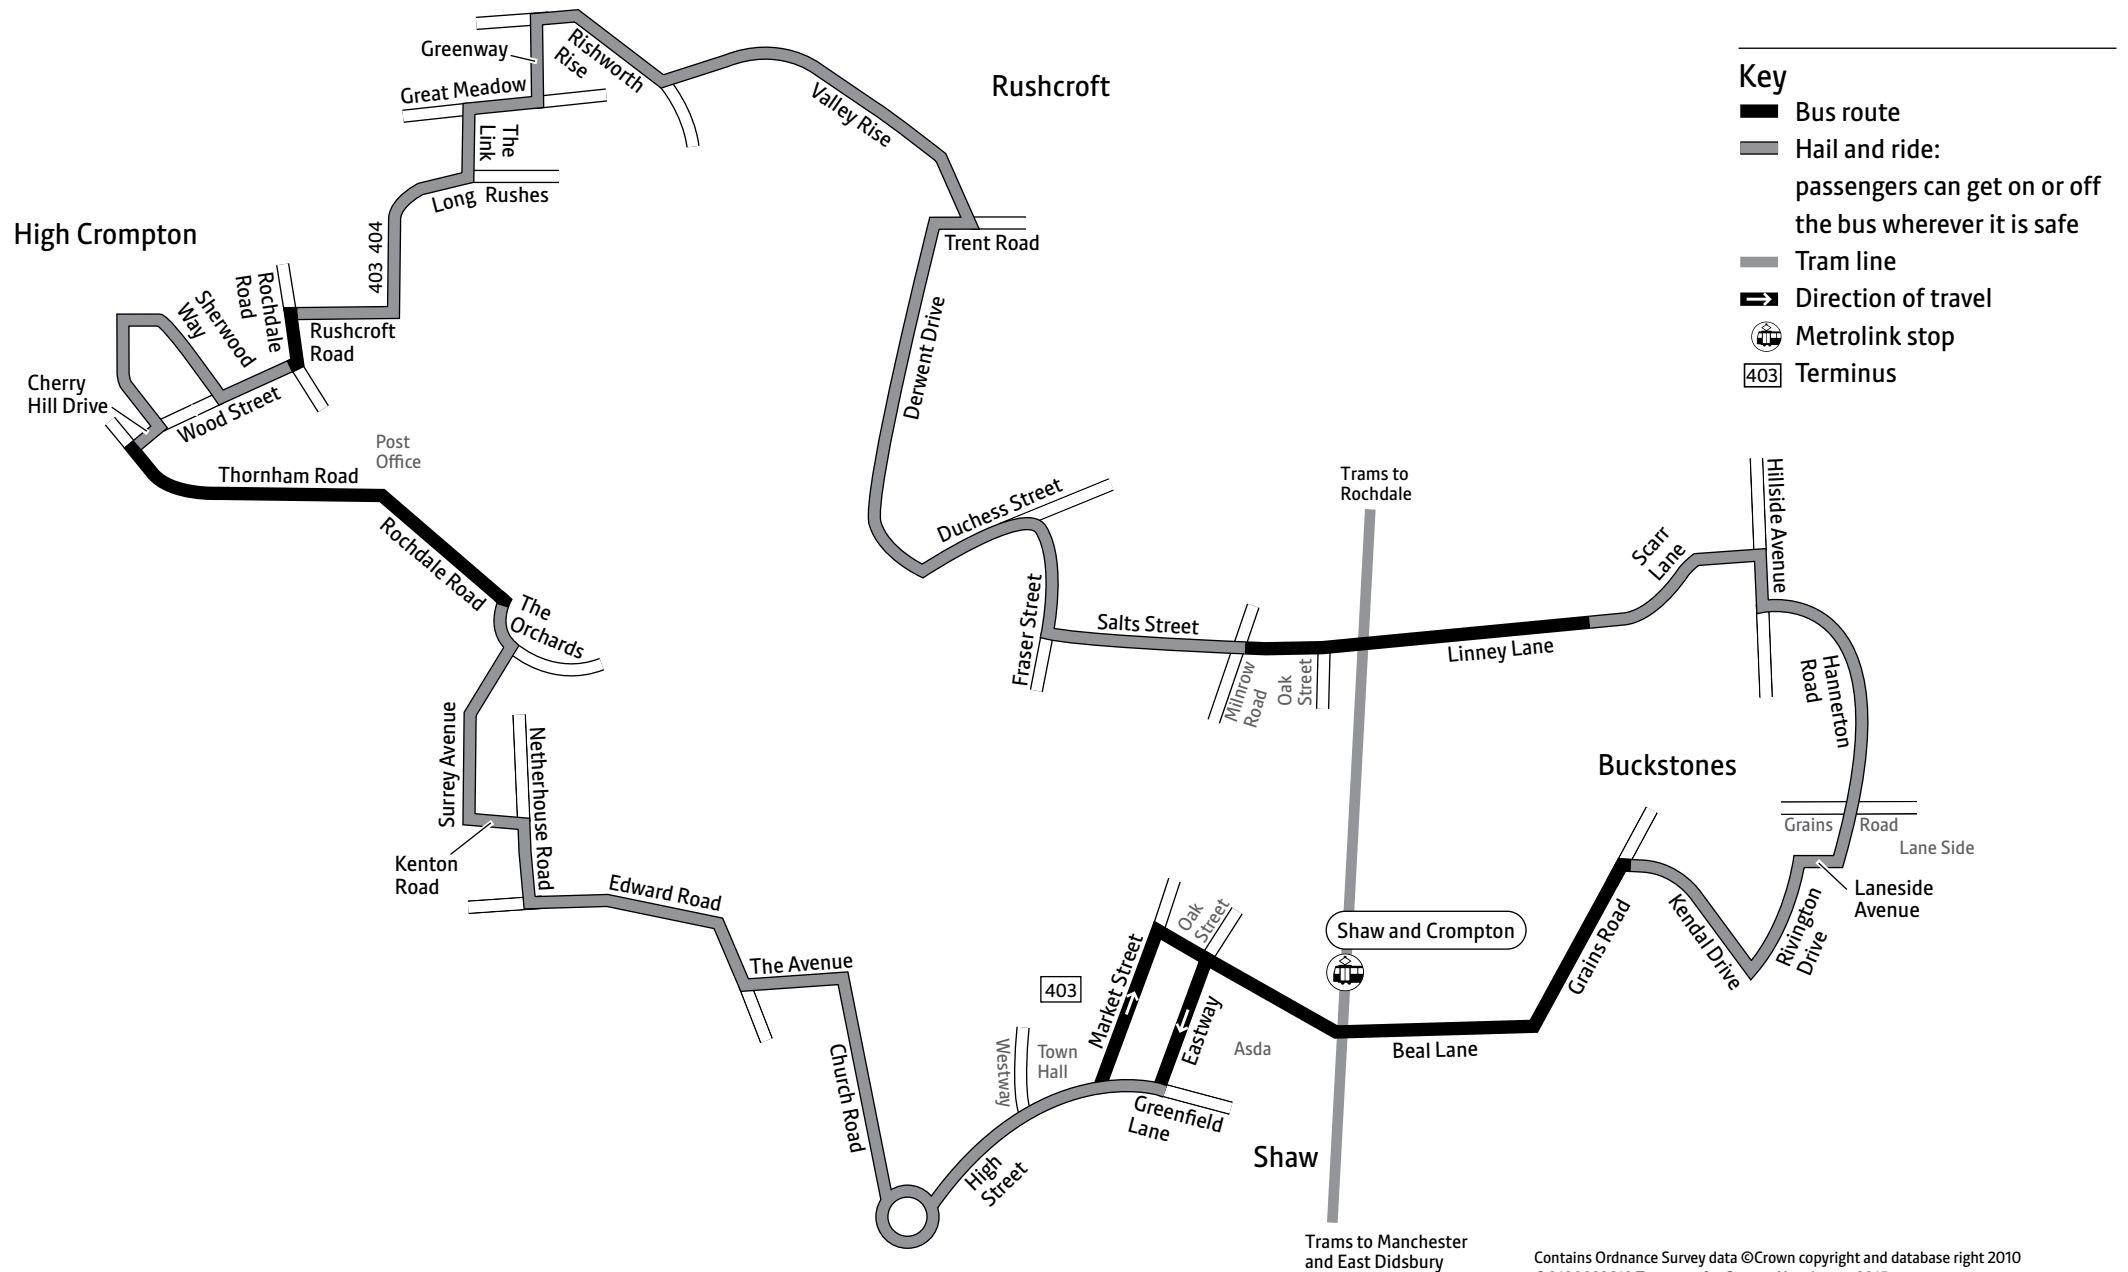 Greenway
Rishworth
Rise
Great Meadow
The
Link
Long Rushes
Valley Rise
Rushcroft
Trent Road
High Crompton
403 404
Rochdale
Road
Sherwood
Way
Rushcroft
Road
Cherry
Hill Drive
Wood Street
Post
Office
Thornham Road
Rochdale Road
The
Orchards
Derwent Drive
Duchess Street
Fraser Street
Salts Street
Milnrow
Road
Oak
Street
Trams to
Rochdale
Linney Lane
Scarr
Lane
Hillside Avenue
Hannerton
Road
Buckstones
Grains Road
Lane Side
Laneside
Avenue
Rivington
Drive
Kendal Drive
Grains Road
Surrey Avenue
Netherhouse Road
Kenton
Road
Edward Road
The Avenue
Church Road
High
Street
Westway
Town
Hall
403
Market Street
Oak
Street
Eastway
Asda
Greenfield
Lane
Shaw and Crompton
Beal Lane
Shaw
Trams to Manchester
and East Didsbury
Key
Bus route
Hail and ride:
passengers can get on or off
the bus wherever it is safe
Tram line
Direction of travel
Metrolink stop
403 Terminus
Contains Ordnance Survey data ©Crown copyright and database right 2010